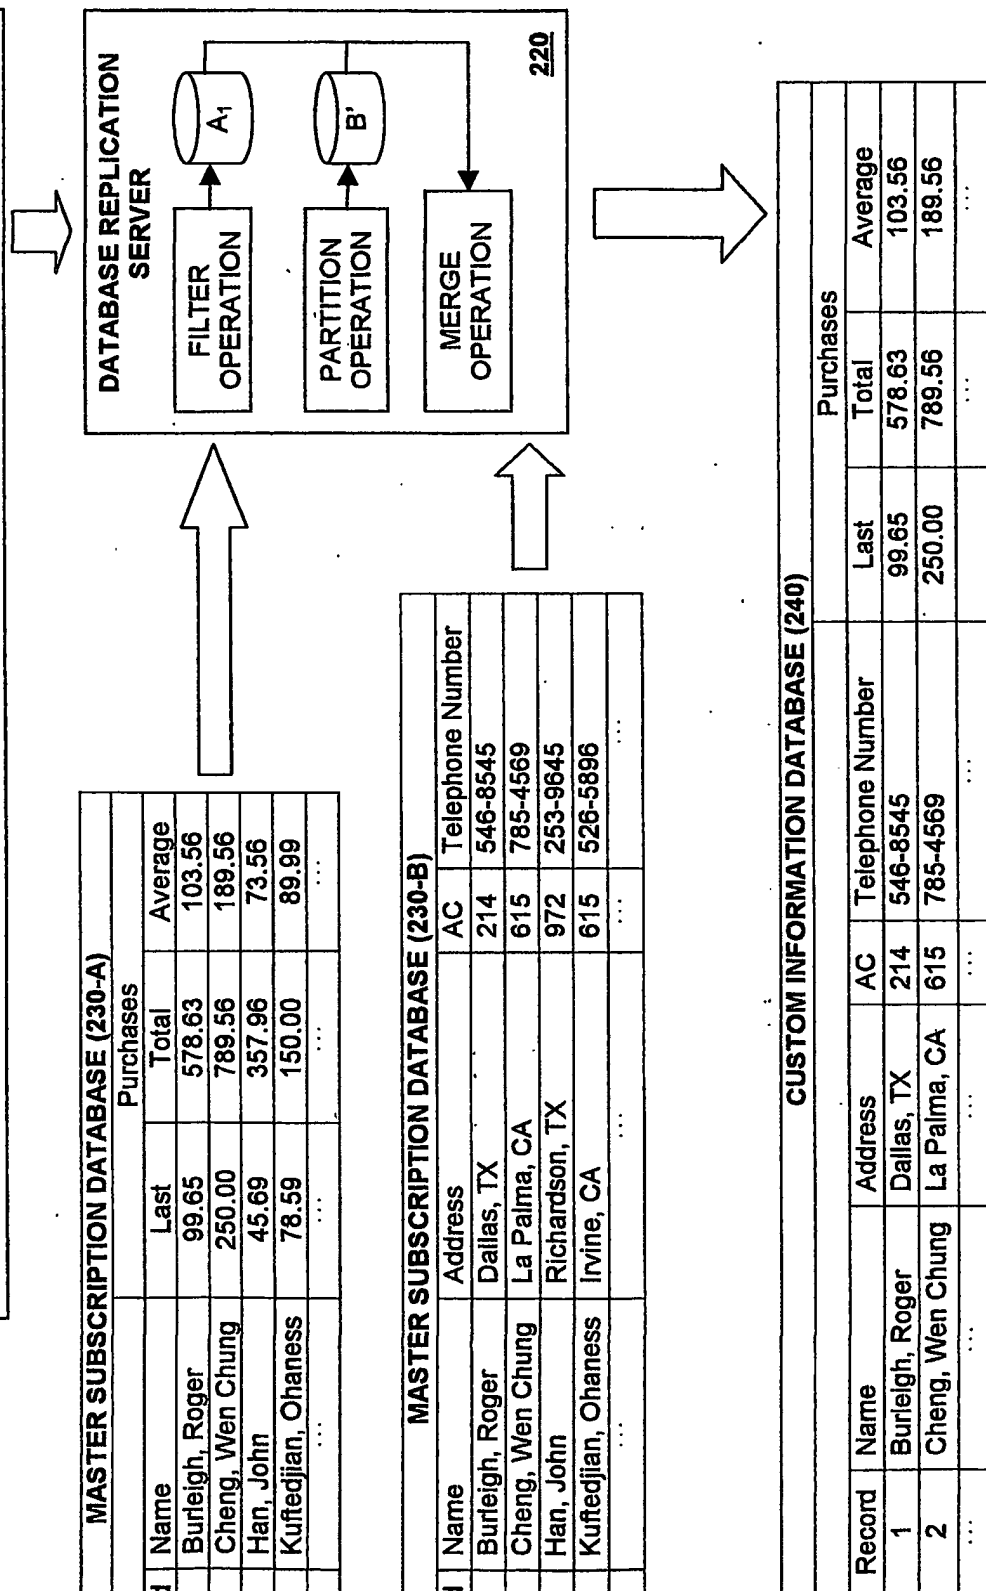 DATABASE REPLICATION
SERVER
FILTER
OPERATION
A1
PARTITION
OPERATION
B'
MERGE
OPERATION
220
MASTER SUBSCRIPTION DATABASE (230-A)
Purchases
d Name Last Total Average
Burleigh, Roger 99.65 578.63 103.56
Cheng, Wen Chung 250.00 789.56 189.56
Han, John 45.69 357.96 73.56
Kuftedjian, Ohaness 78.59 150.00 89.99
... ... ... ...
MASTER SUBSCRIPTION DATABASE (230-B)
d Name Address AC Telephone Number
Burleigh, Roger Dallas, TX 214 546-8545
Cheng, Wen Chung La Palma, CA 615 785-4569
Han, John Richardson, TX 972 253-9645
Kuftedjian, Ohaness Irvine, CA 615 526-5896
... ... ... ...
CUSTOM INFORMATION DATABASE (240)
Purchases
Record Name Address AC Telephone Number Last Total Average
1 Burleigh, Roger Dallas, TX 214 546-8545 99.65 578.63 103.56
2 Cheng, Wen Chung La Palma, CA 615 785-4569 250.00 789.56 189.56
... ... ... ... ... ... ... ...